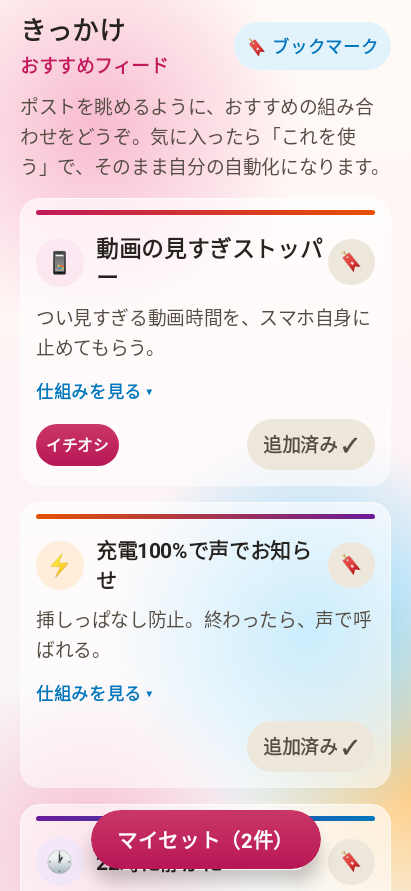 きっかけ
おすすめフィード
ブックマーク
ポストを眺めるように、おすすめの組み合
わせをどうぞ。気に入ったら「これを使
う」で、そのまま自分の自動化になります。
動画の見すぎストッパ
ー
つい見すぎる動画時間を、スマホ自身に
止めてもらう。
仕組みを見る ▾
イチオシ
追加済み ✓
充電100%で声でお知ら
せ
挿しっぱなし防止。終わったら、声で呼
ばれる。
仕組みを見る ▾
追加済み ✓
マイセット（2件）